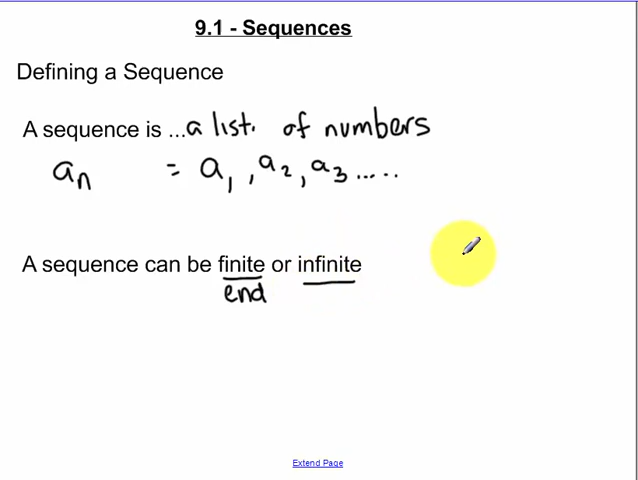 9.1 - Sequences
Defining a Sequence
A sequence is ...a list. of numbers
aₙ = a₁, a₂, a₃.....
A sequence can be finite or infinite
end
Extend Page